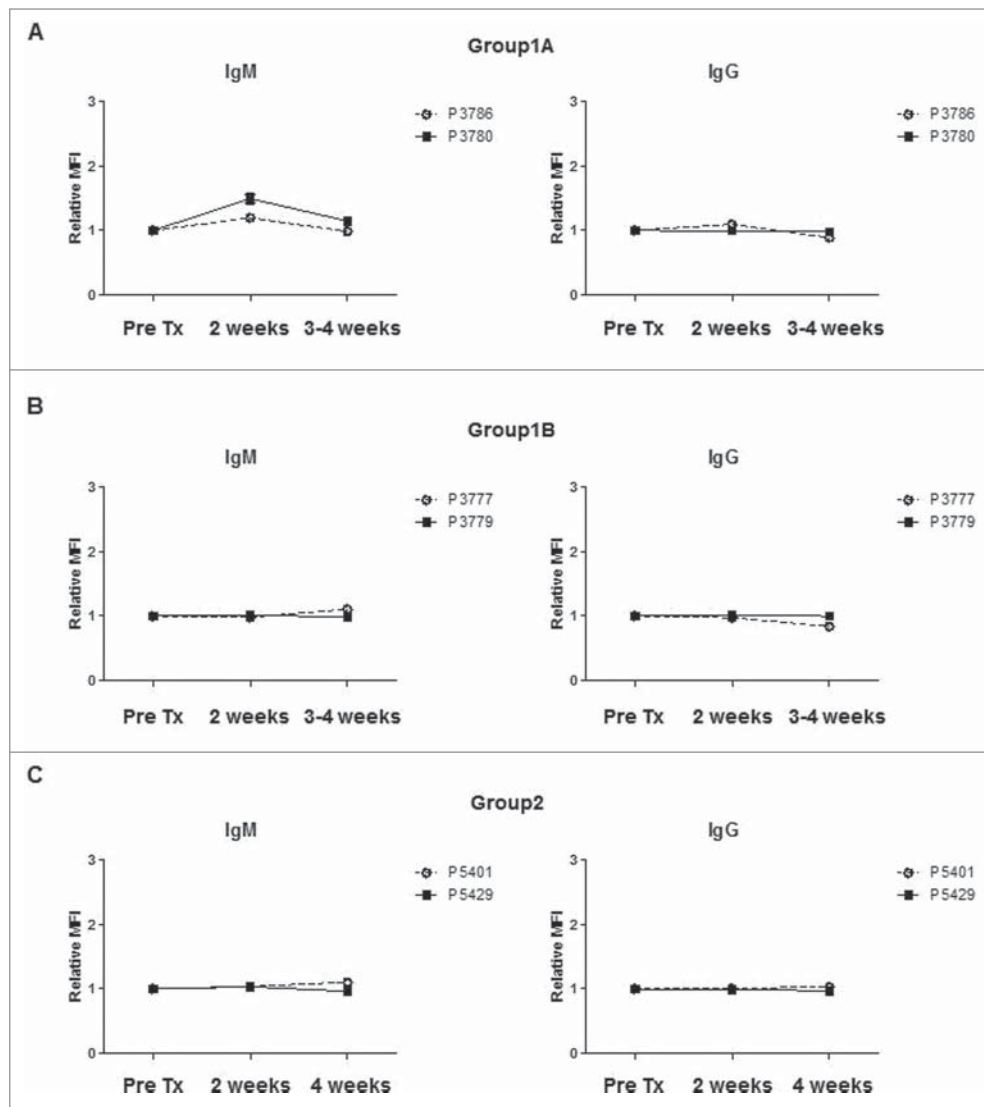 A
Group1A
IgM
IgG
3
2
1
0
Relative MFI
Pre Tx 2 weeks 3-4 weeks
P3786
P3780
3
2
1
0
Relative MFI
Pre Tx 2 weeks 3-4 weeks
P3786
P3780
B
Group1B
IgM
IgG
3
2
1
0
Relative MFI
Pre Tx 2 weeks 3-4 weeks
P3777
P3779
3
2
1
0
Relative MFI
Pre Tx 2 weeks 3-4 weeks
P3777
P3779
C
Group2
IgM
IgG
3
2
1
0
Relative MFI
Pre Tx 2 weeks 4 weeks
P5401
P5429
3
2
1
0
Relative MFI
Pre Tx 2 weeks 4 weeks
P5401
P5429